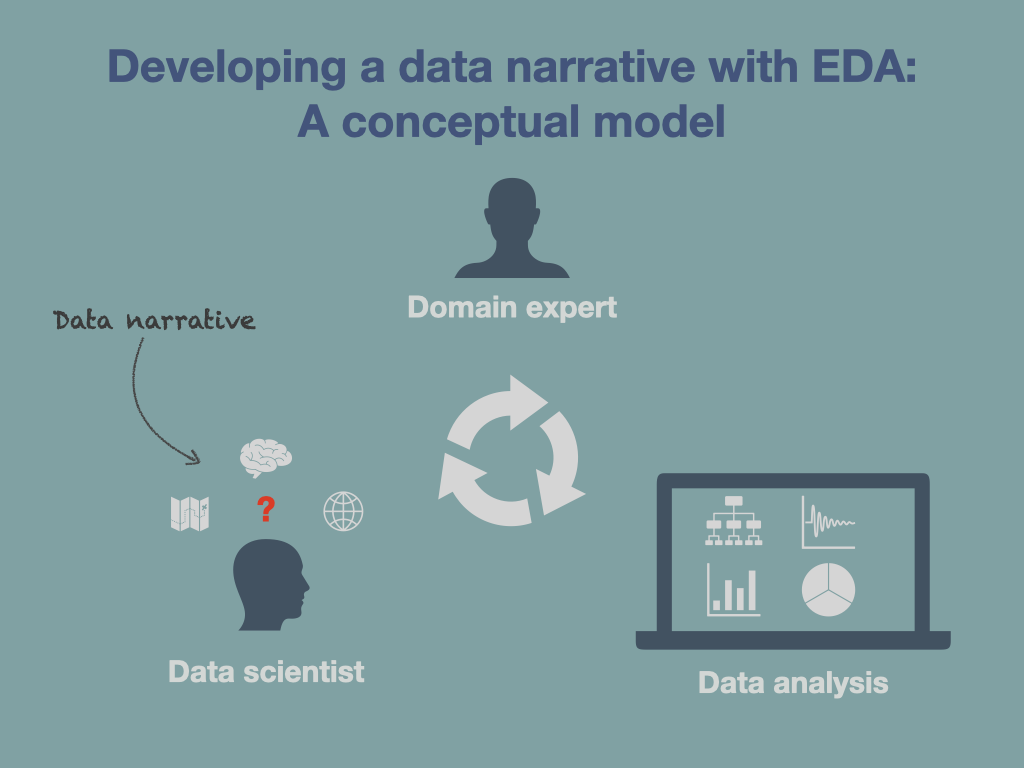 Developing a data narrative with EDA:
A conceptual model
Domain expert
Data narrative
?
Data scientist
Data analysis